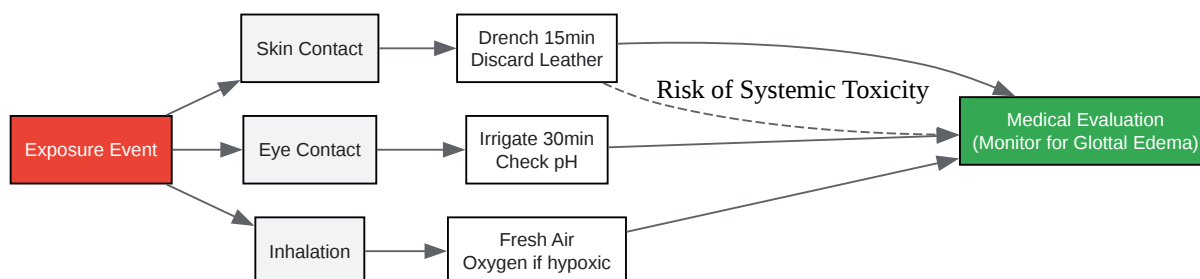 Skin Contact
Drench 15min
Discard Leather
Risk of Systemic Toxicity
Exposure Event
Eye Contact
Irrigate 30min
Check pH
Medical Evaluation
(Monitor for Glottal Edema)
Inhalation
Fresh Air
Oxygen if hypoxic